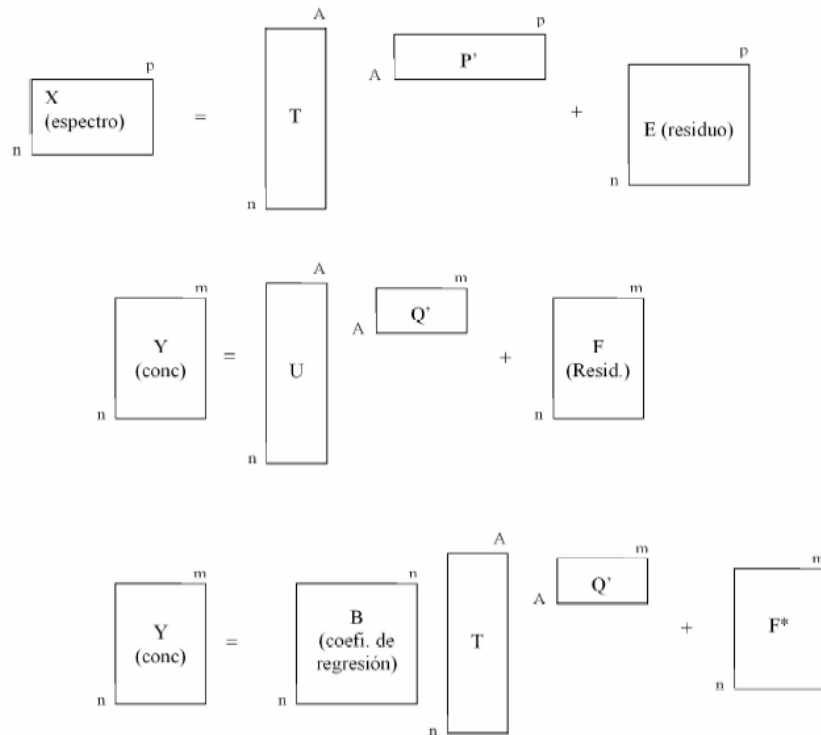 A
p
p
A
P'
p
X
(espectro)
=
T
+
E (residuo)
n
n
n
A
m
m
m
A
Q'
Y
(conc)
=
U
+
F
(Resid.)
n
n
n
A
m
n
m
m
A
Q'
Y
(conc)
=
B
(coefi. de
regresión)
T
+
F*
n
n
n
n